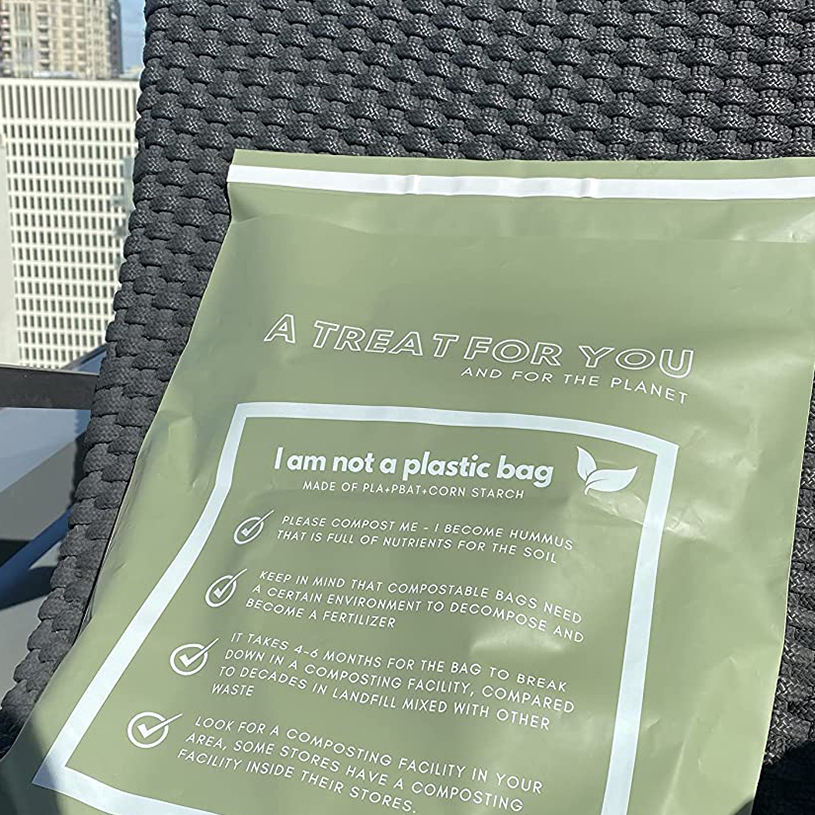 A TREAT FOR YOU
AND FOR THE PLANET
I am not a plastic bag
MADE OF PLA+PBAT+CORN STARCH
PLEASE COMPOST ME - I BECOME HUMMUS
THAT IS FULL OF NUTRIENTS FOR THE SOIL
KEEP IN MIND THAT COMPOSTABLE BAGS NEED
A CERTAIN ENVIRONMENT TO DECOMPOSE AND
BECOME A FERTILIZER
IT TAKES 4-6 MONTHS FOR THE BAG TO BREAK
DOWN IN A COMPOSTING FACILITY, COMPARED
TO DECADES IN LANDFILL MIXED WITH OTHER
WASTE
LOOK FOR A COMPOSTING FACILITY IN YOUR
AREA, SOME STORES HAVE A COMPOSTING
FACILITY INSIDE THEIR STORES.